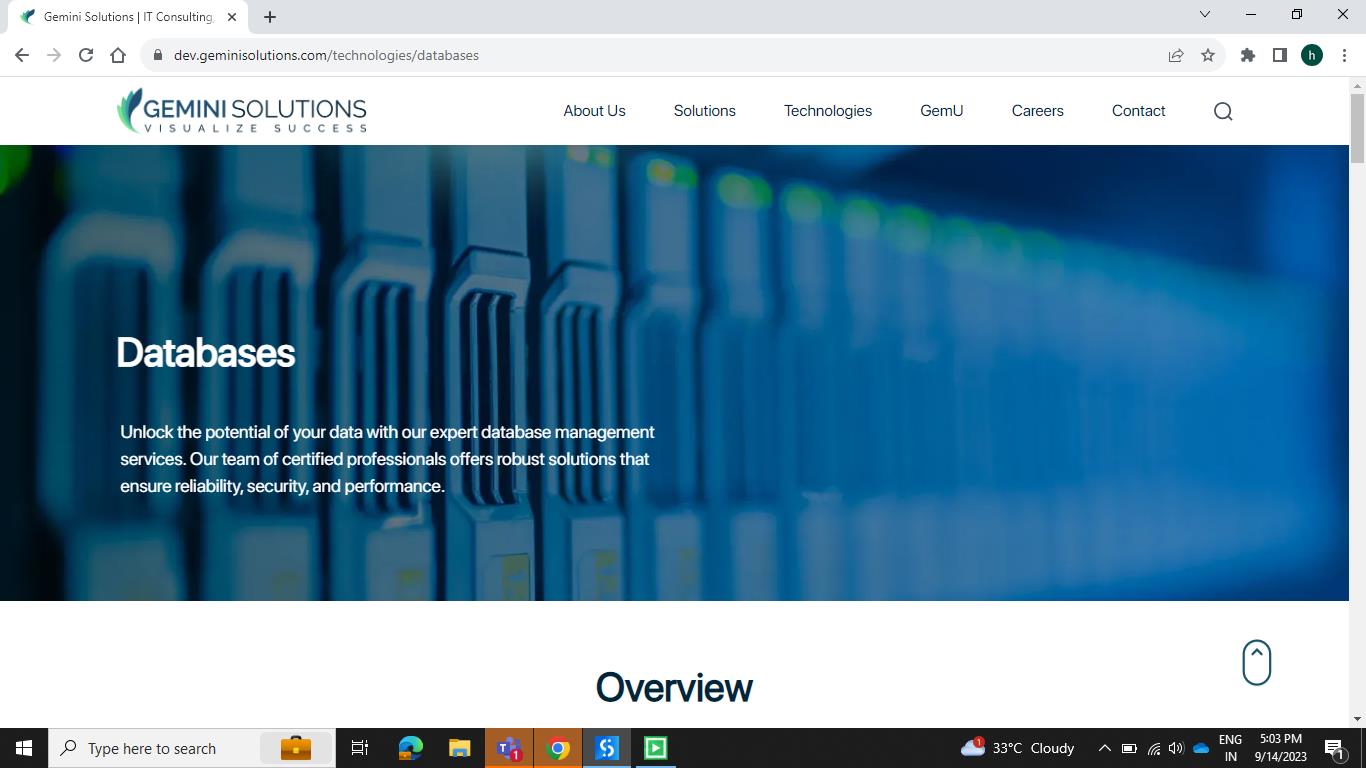 Gemini Solutions | IT Consulting,
dev.geminisolutions.com/technologies/databases
h
GEMINI SOLUTIONS
VISUALIZE SUCCESS
About Us
Solutions
Technologies
GemU
Careers
Contact
Databases
Unlock the potential of your data with our expert database management
services. Our team of certified professionals offers robust solutions that
ensure reliability, security, and performance.
Overview
Type here to search
1
1
33°C Cloudy
ENG
IN
5:03 PM
9/14/2023
1